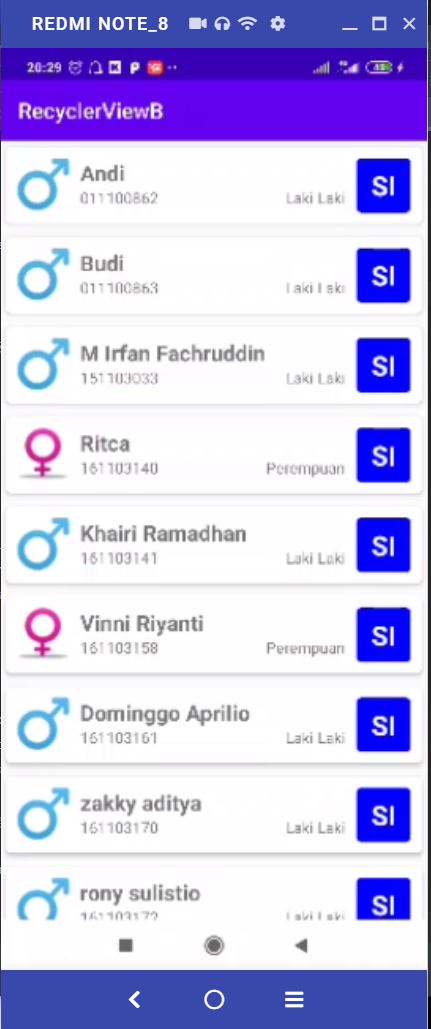 REDMI NOTE_8
20:29
RecyclerViewB
Andi
011100862 Laki Laki
SI
Budi
011100863 Laki Laki
SI
M Irfan Fachruddin
151103033 Laki Laki
SI
Ritca
161103140 Perempuan
SI
Khairi Ramadhan
161103141 Laki Laki
SI
Vinni Riyanti
161103158 Perempuan
SI
Dominggo Aprilio
161103161 Laki Laki
SI
zakky aditya
161103170 Laki Laki
SI
rony sulistio
161103172 Laki Laki
SI